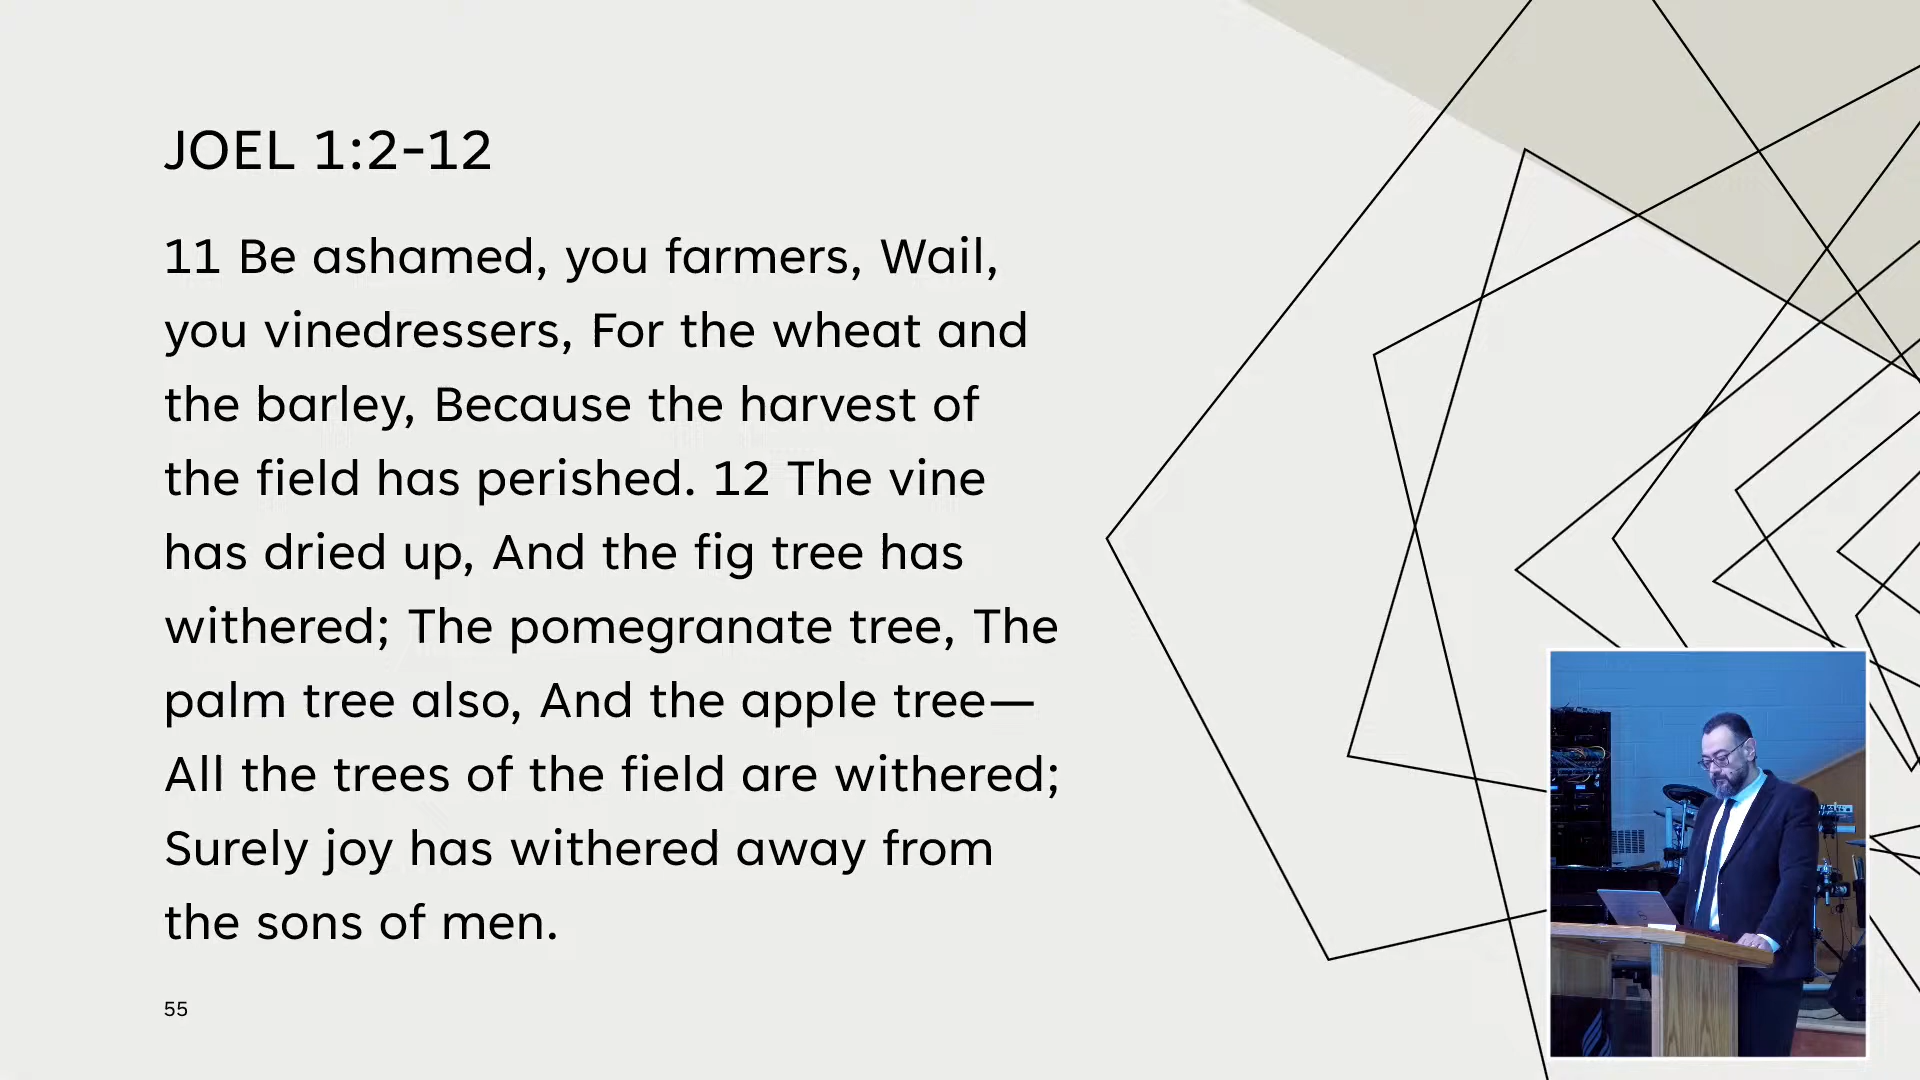 JOEL 1:2-12
11 Be ashamed, you farmers, Wail,
you vinedressers, For the wheat and
the barley, Because the harvest of
the field has perished. 12 The vine
has dried up, And the fig tree has
withered; The pomegranate tree, The
palm tree also, And the apple tree—
All the trees of the field are withered;
Surely joy has withered away from
the sons of men.
55